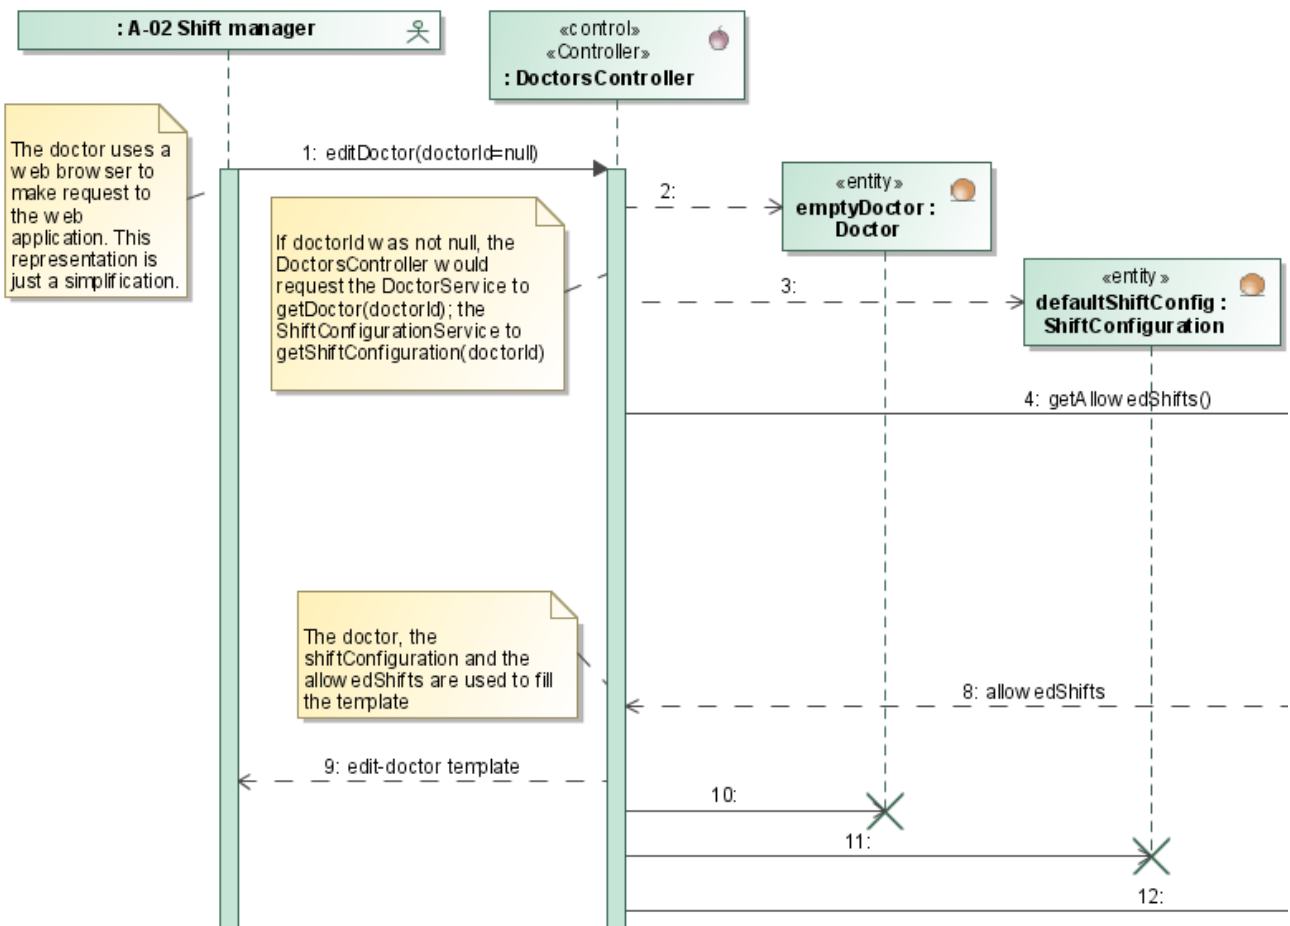 : A-02 Shift manager
«control»
«Controller»
: DoctorsController
The doctor uses a
web browser to
make request to
the web
application. This
representation is
just a simplification.
1: editDoctor(doctorId=null)
2:
«entity»
emptyDoctor :
Doctor
If doctorId was not null, the
DoctorsController would
request the DoctorService to
getDoctor(doctorId); the
ShiftConfigurationService to
getShiftConfiguration(doctorId)
3:
«entity»
defaultShiftConfig :
ShiftConfiguration
4: getAllowedShifts()
The doctor, the
shiftConfiguration and the
allowedShifts are used to fill
the template
8: allowedShifts
9: edit-doctor template
10:
11:
12: